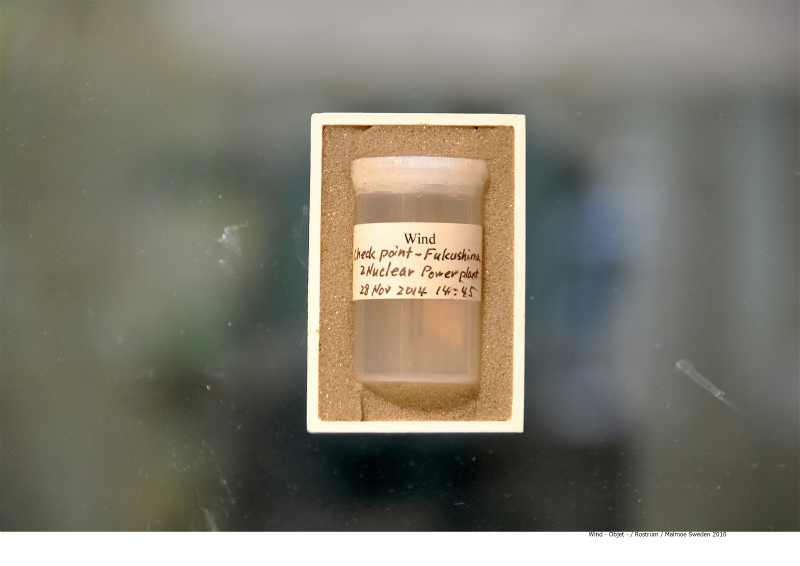 Wind
Check point - Fukushima
2 Nuclear Power plant
28 Nov 2014 14:45
Wind - Objet - / Rostrum / Malmoe Sweden 2016